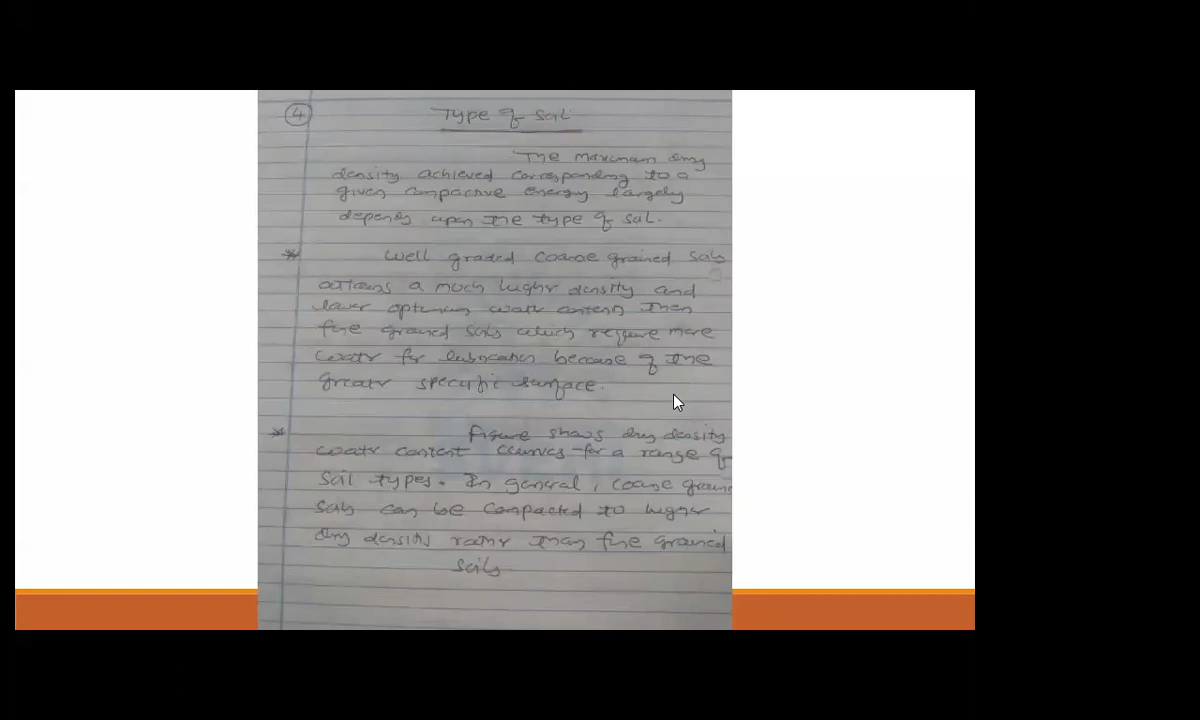 4 Type of soil
The maximum dry
density achieved corresponding to a
given compactive energy largely
depends upon the type of soil.
* Well graded coarse grained soils
attains a much higher density and
lower optimum water contents than
fine grained soils which require more
water for lubrication because of the
greater specific surface.
* Figure shows dry density
water content curves for a range of
soil types. In general, coarse grained
soils can be compacted to higher
dry density rather than fine grained
soils